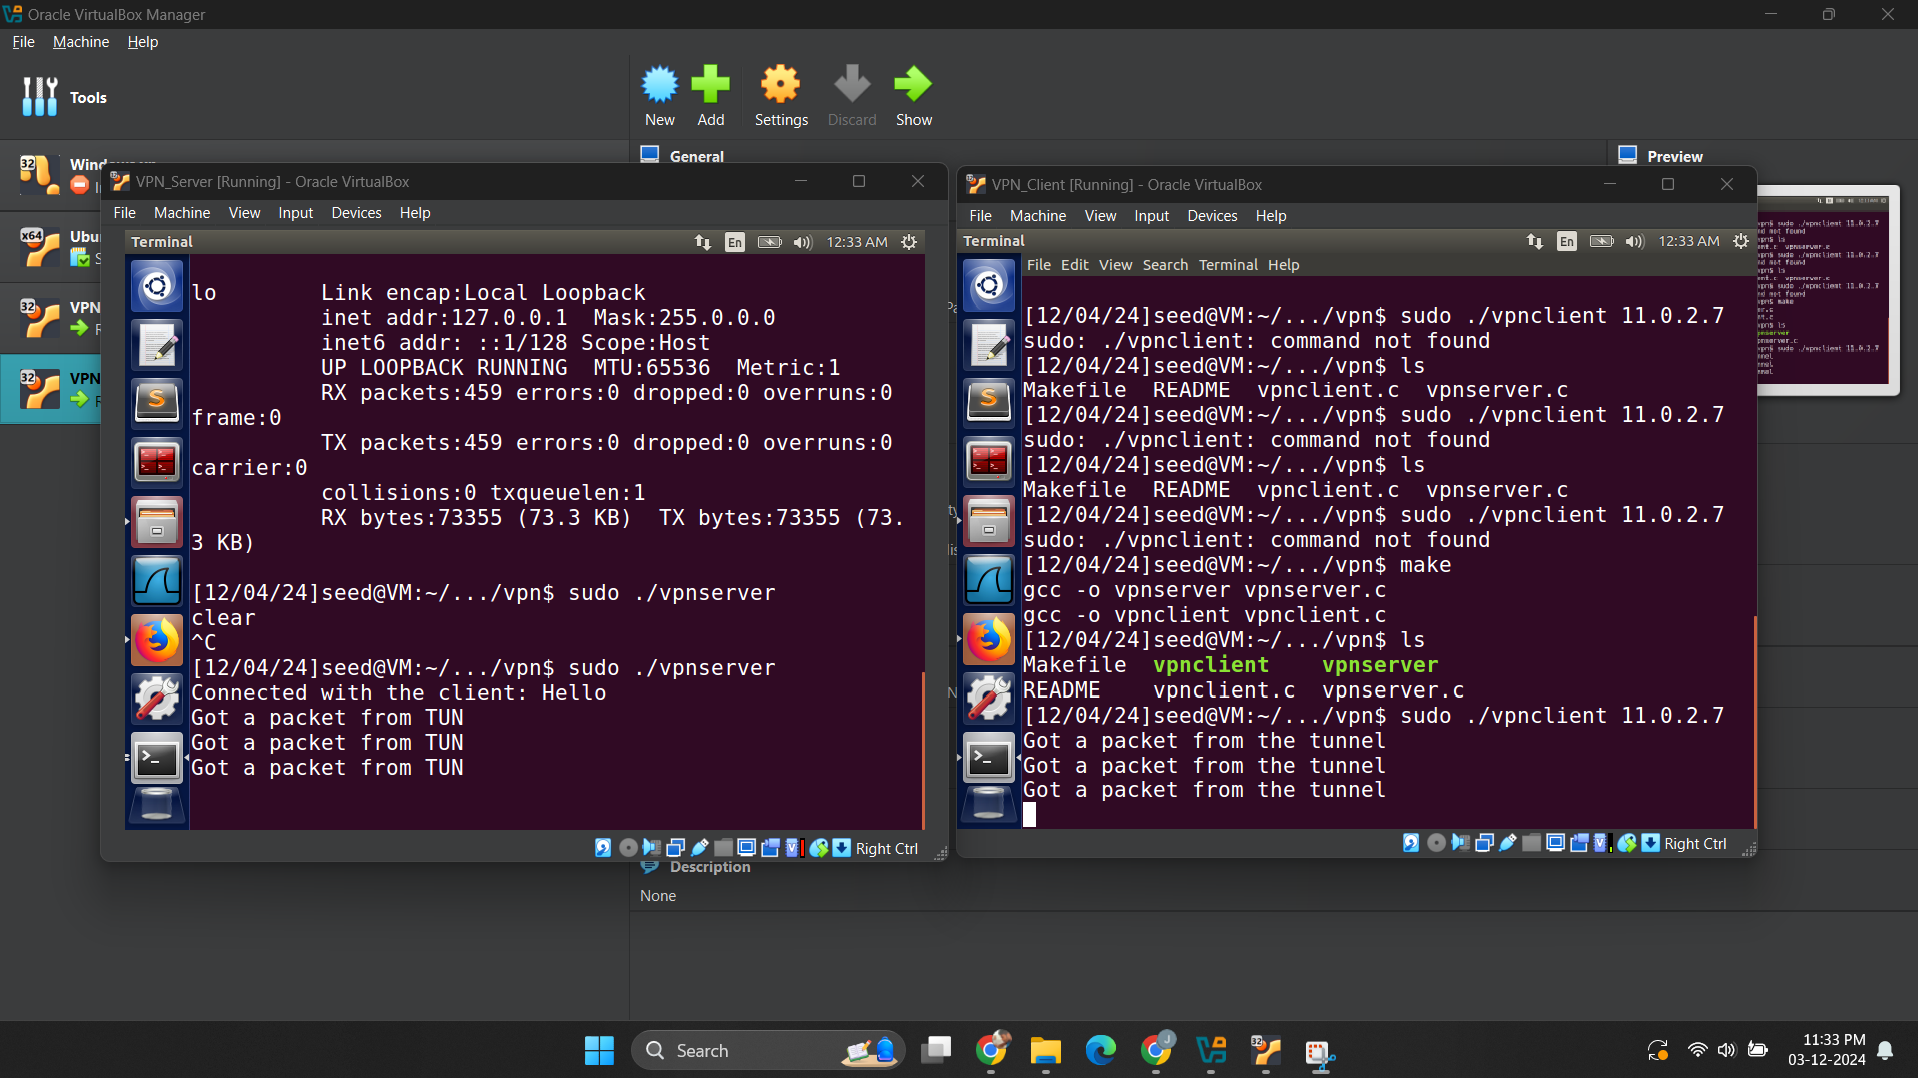 Oracle VirtualBox Manager
File Machine Help
Tools
New Add Settings Discard Show
32
General
Preview
x64
Ubu
S
32
VPN
32
VPN
VPN_Server [Running] - Oracle VirtualBox
File Machine View Input Devices Help
Terminal
En
12:33 AM
lo        Link encap:Local Loopback
inet addr:127.0.0.1  Mask:255.0.0.0
inet6 addr: ::1/128 Scope:Host
UP LOOPBACK RUNNING  MTU:65536  Metric:1
RX packets:459 errors:0 dropped:0 overruns:0
frame:0
TX packets:459 errors:0 dropped:0 overruns:0
carrier:0
collisions:0 txqueuelen:1
RX bytes:73355 (73.3 KB)  TX bytes:73355 (73.
3 KB)
[12/04/24]seed@VM:~/.../vpn$ sudo ./vpnserver
clear
^C
[12/04/24]seed@VM:~/.../vpn$ sudo ./vpnserver
Connected with the client: Hello
Got a packet from TUN
Got a packet from TUN
Got a packet from TUN
Right Ctrl
VPN_Client [Running] - Oracle VirtualBox
File Machine View Input Devices Help
Terminal
En
12:33 AM
File Edit View Search Terminal Help
[12/04/24]seed@VM:~/.../vpn$ sudo ./vpnclient 11.0.2.7
sudo: ./vpnclient: command not found
[12/04/24]seed@VM:~/.../vpn$ ls
Makefile  README  vpnclient.c  vpnserver.c
[12/04/24]seed@VM:~/.../vpn$ sudo ./vpnclient 11.0.2.7
sudo: ./vpnclient: command not found
[12/04/24]seed@VM:~/.../vpn$ ls
Makefile  README  vpnclient.c  vpnserver.c
[12/04/24]seed@VM:~/.../vpn$ sudo ./vpnclient 11.0.2.7
sudo: ./vpnclient: command not found
[12/04/24]seed@VM:~/.../vpn$ make
gcc -o vpnserver vpnserver.c
gcc -o vpnclient vpnclient.c
[12/04/24]seed@VM:~/.../vpn$ ls
Makefile  vpnclient    vpnserver
README    vpnclient.c  vpnserver.c
[12/04/24]seed@VM:~/.../vpn$ sudo ./vpnclient 11.0.2.7
Got a packet from the tunnel
Got a packet from the tunnel
Got a packet from the tunnel
Right Ctrl
Description
None
Search
11:33 PM
03-12-2024